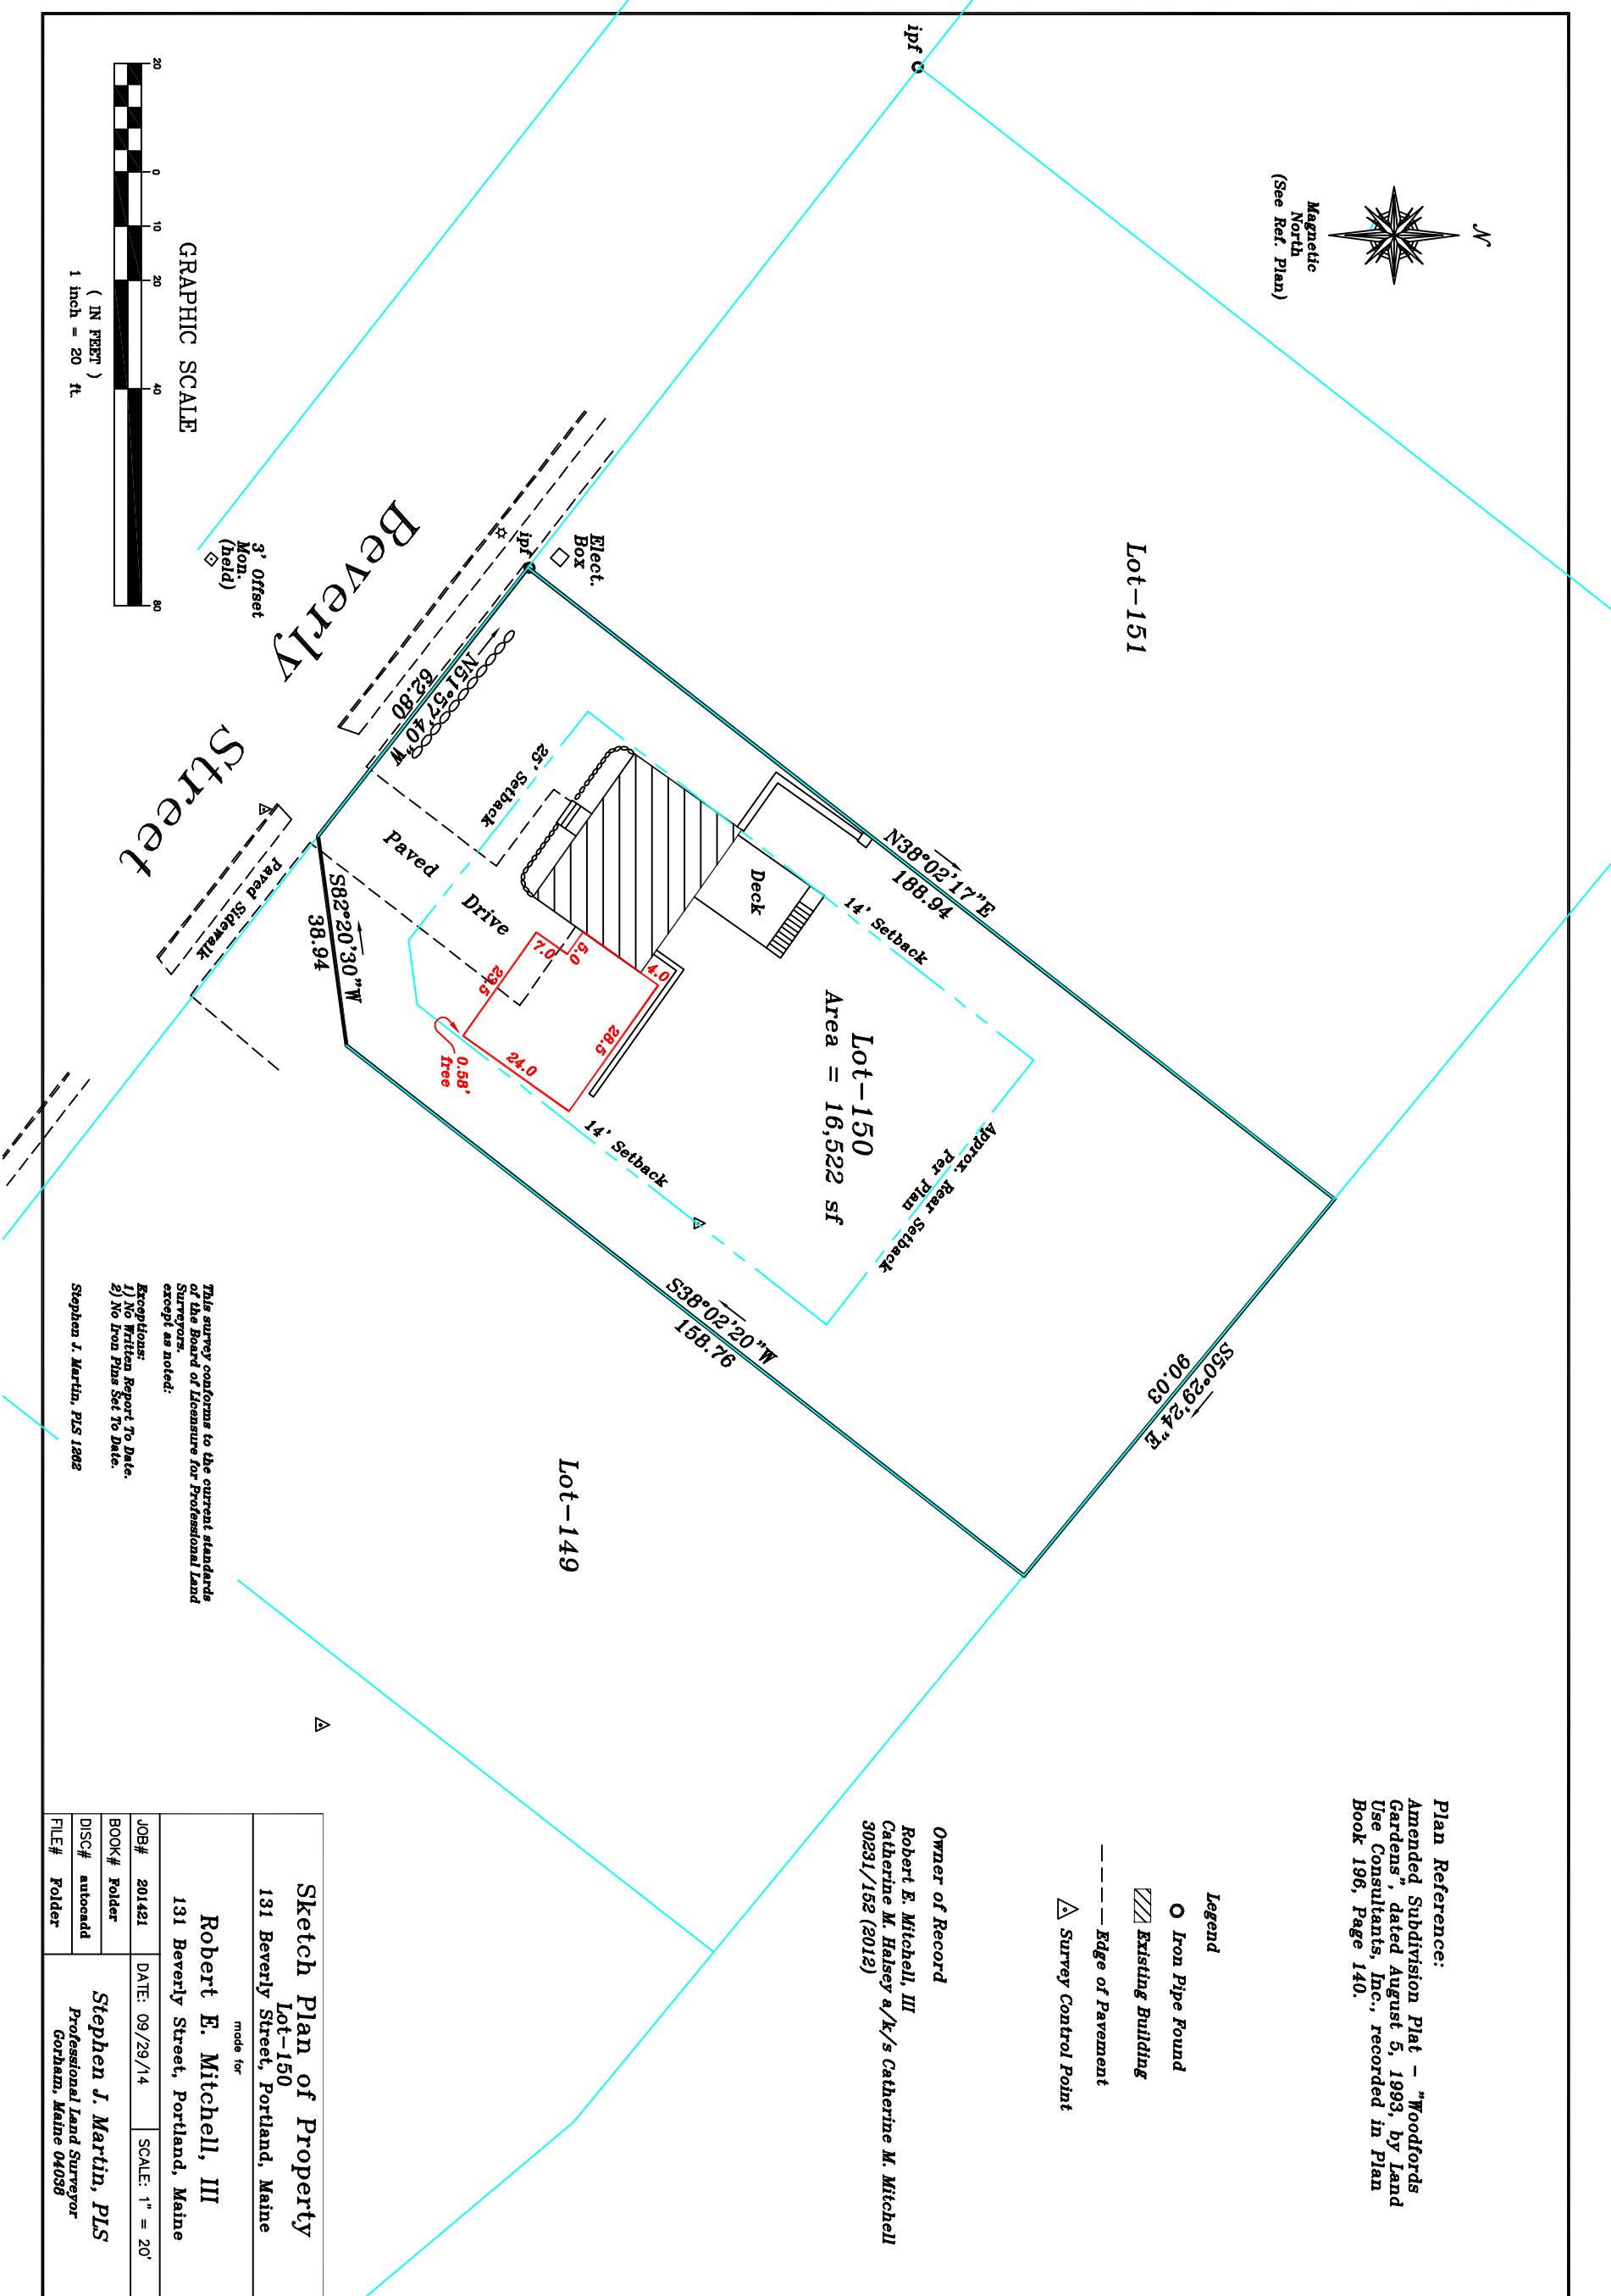 N
Magnetic
North
(See Ref. Plan)
ipf
Lot-151
Plan Reference:
Amended Subdivision Plat - "Woodfords
Gardens", dated August 5, 1993, by Land
Use Consultants, Inc., recorded in Plan
Book 196, Page 140.
Legend
Iron Pipe Found
Existing Building
Edge of Pavement
Survey Control Point
Owner of Record
Robert E. Mitchell, III
Catherine M. Halsey a/k/s Catherine M. Mitchell
30231/152 (2012)
S50°29'24"E
90.03
N38°02'17"E
188.94
14' Setback
Approx. Rear Setback
Per Plan
Lot-150
Area = 16,522 sf
Deck
Elect.
Box
ipf
N51°57'40"W
62.80
25' Setback
4.0
5.0
7.0
28.5
23.5
24.0
0.58'
free
14' Setback
S38°02'20"W
158.76
Lot-149
Paved
Drive
S82°20'30"W
38.94
Beverly
Street
Paved Sidewalk
3' Offset
Mon.
(held)
GRAPHIC SCALE
20 0 10 20 40 80
( IN FEET )
1 inch = 20 ft.
This survey conforms to the current standards
of the Board of Licensure for Professional Land
Surveyors.
except as noted:
Exceptions:
1) No Written Report To Date.
2) No Iron Pins Set To Date.
Stephen J. Martin, PLS 1262
Sketch Plan of Property
Lot-150
131 Beverly Street, Portland, Maine
made for
Robert E. Mitchell, III
131 Beverly Street, Portland, Maine
JOB# 201421
DATE: 09/29/14
SCALE: 1" = 20'
BOOK# Folder
DISC# autocadd
FILE# Folder
Stephen J. Martin, PLS
Professional Land Surveyor
Gorham, Maine 04038